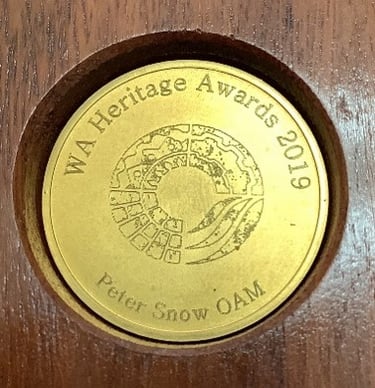 WA Heritage Awards 2019
Peter Snow OAM